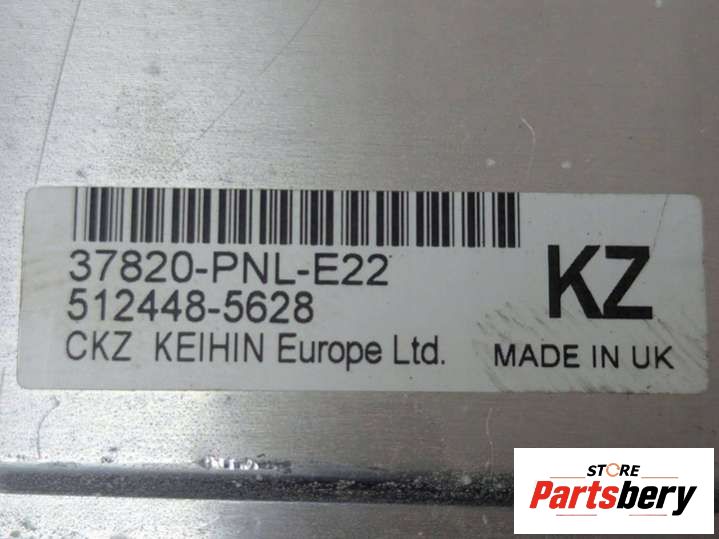 37820-PNL-E22
512448-5628
CKZ KEIHIN Europe Ltd.
KZ
MADE IN UK
STORE
Partsbery